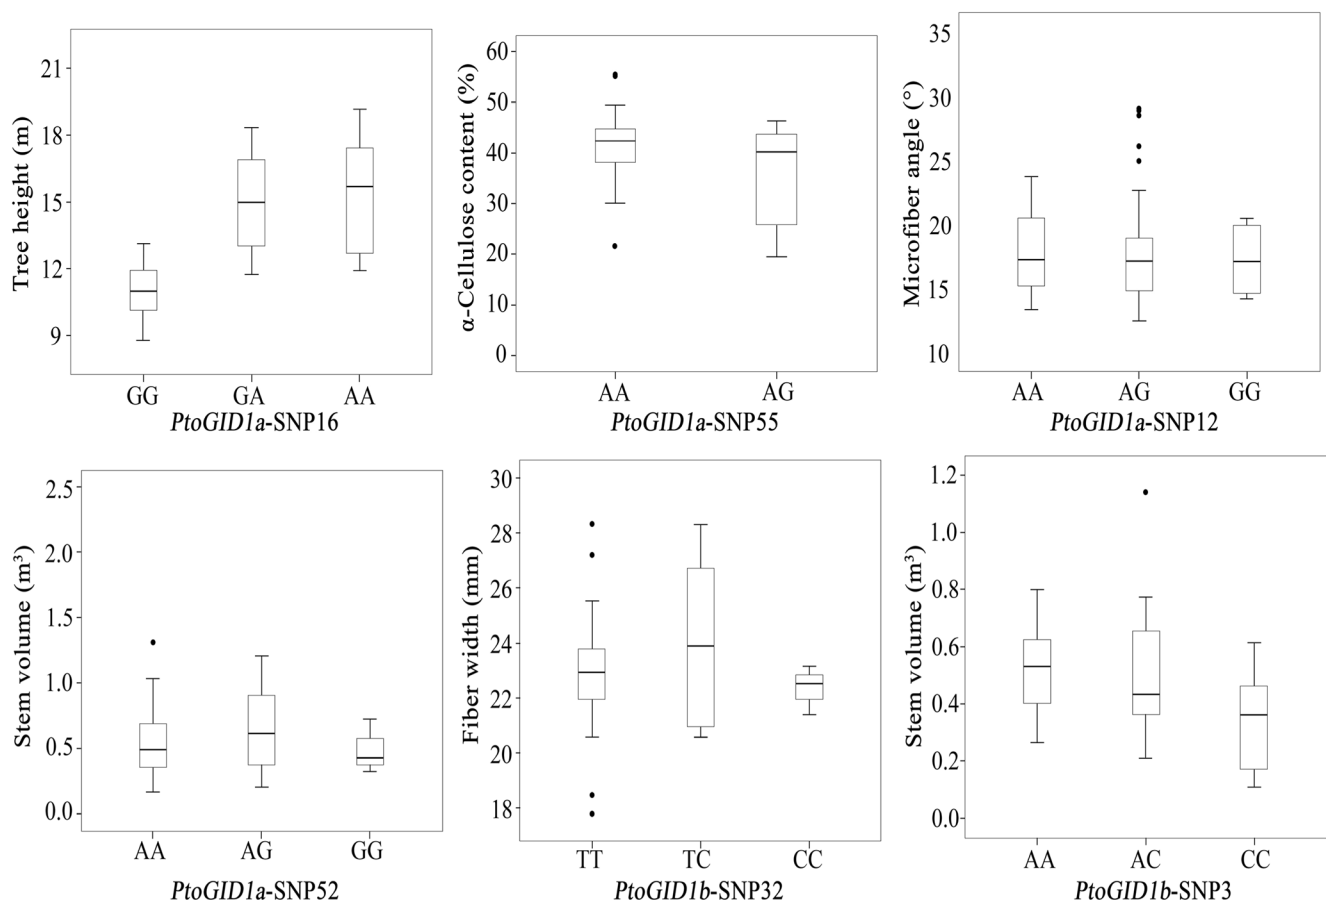 Tree height (m)
21
18
15
12
9
GG GA AA
PtoGID1a-SNP16
α-Cellulose content (%)
60
50
40
30
20
10
0
AA AG
PtoGID1a-SNP55
Microfiber angle (°)
35
30
25
20
15
10
AA AG GG
PtoGID1a-SNP12
Stem volume (m³)
2.5
2.0
1.5
1.0
0.5
0.0
AA AG GG
PtoGID1a-SNP52
Fiber width (mm)
30
28
26
24
22
20
18
TT TC CC
PtoGID1b-SNP32
Stem volume (m³)
1.2
1.0
0.8
0.6
0.4
0.2
0.0
AA AC CC
PtoGID1b-SNP3